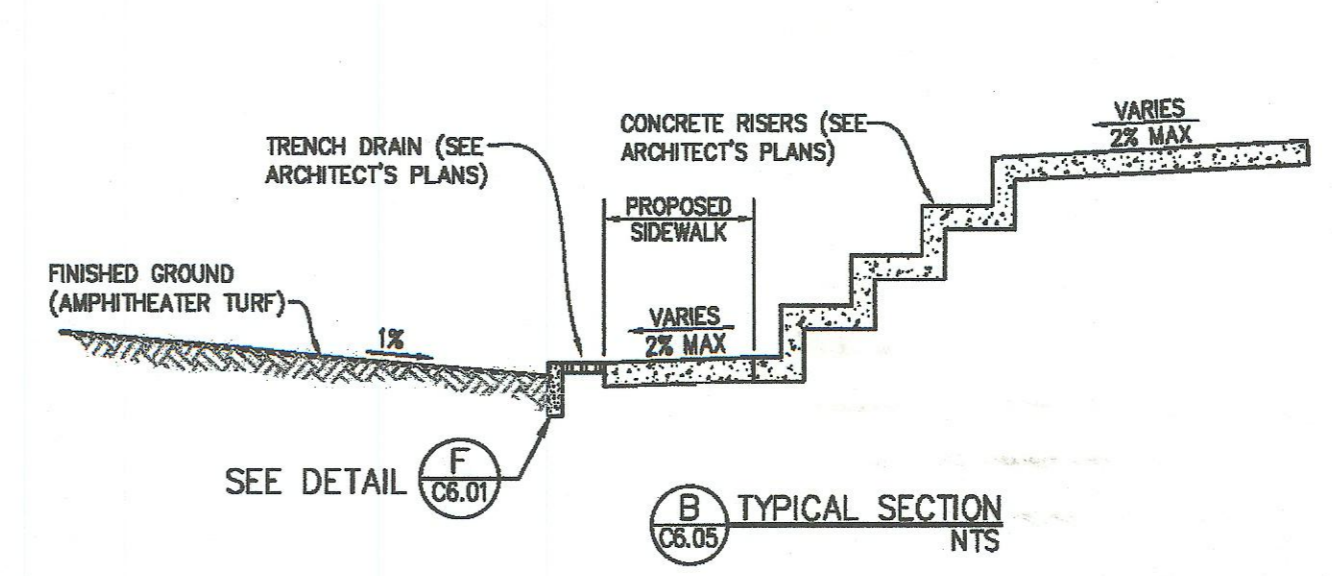 TRENCH DRAIN (SEE
ARCHITECT'S PLANS)
CONCRETE RISERS (SEE
ARCHITECT'S PLANS)
VARIES
2% MAX
PROPOSED
SIDEWALK
FINISHED GROUND
(AMPHITHEATER TURF)
1%
VARIES
2% MAX
SEE DETAIL
F
C6.01
B
C6.05
TYPICAL SECTION
NTS